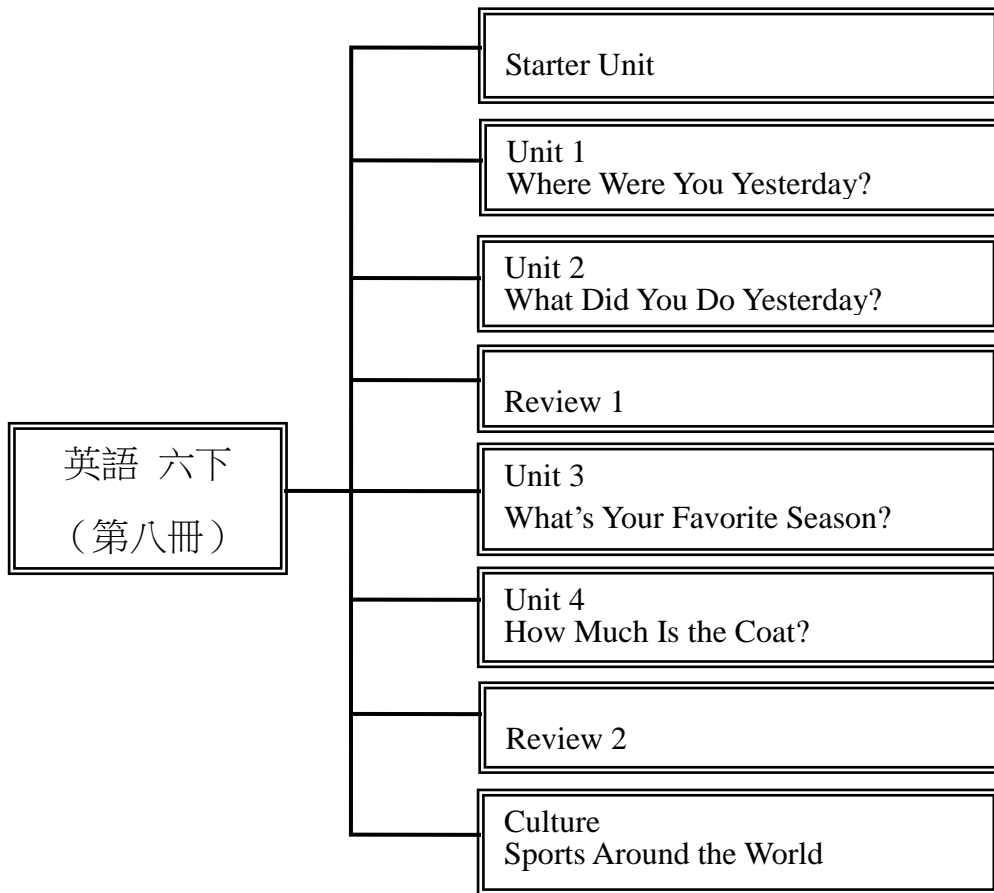 Starter Unit
Unit 1
Where Were You Yesterday?
Unit 2
What Did You Do Yesterday?
Review 1
英語 六下
（第八冊）
Unit 3
What’s Your Favorite Season?
Unit 4
How Much Is the Coat?
Review 2
Culture
Sports Around the World